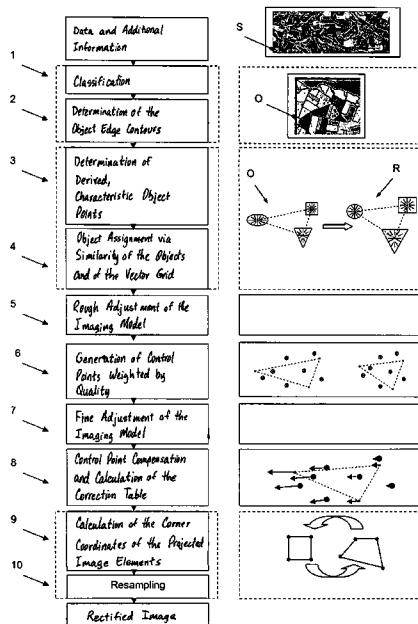 Data and Additional
Information
S
1
Classification
2
Determination of the
Object Edge Contours
O
3
Determination of
Derived,
Characteristic Object
Points
O
R
4
Object Assignment via
Similarity of the Objects
and of the Vector Grid
5
Rough Adjustment of the
Imaging Model
6
Generation of Control
Points Weighted by
Quality
7
Fine Adjustment of the
Imaging Model
8
Control Point Compensation
and Calculation of the
Correction Table
9
Calculation of the Corner
Coordinates of the Projected
Image Elements
10
Resampling
Rectified Image